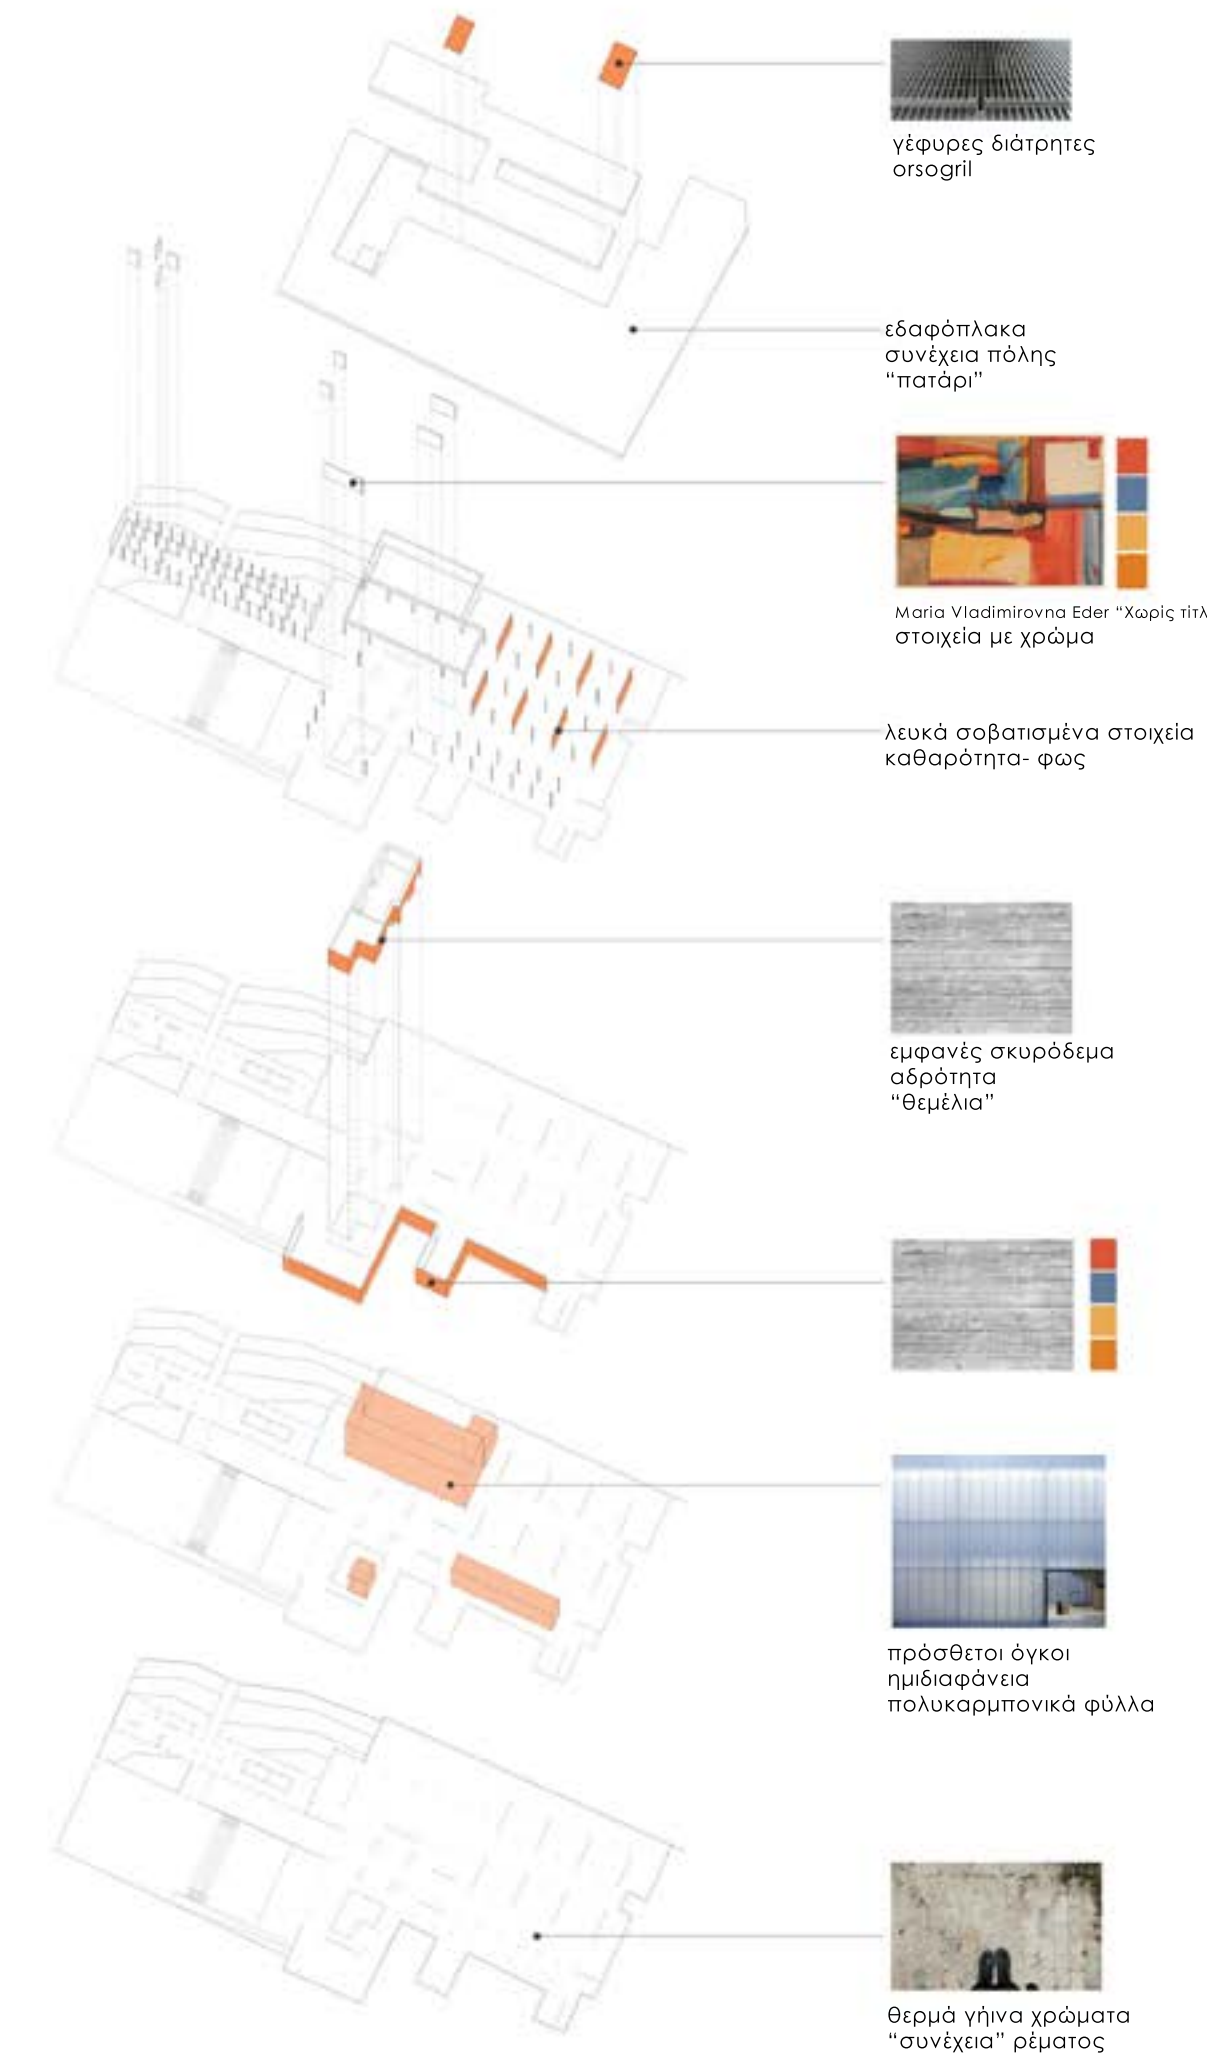 γέφυρες διάτρητες
orsogril
εδαφόπλακα
συνέχεια πόλης
“πατάρι”
Maria Vladimirovna Eder “Χωρίς τίτλ
στοιχεία με χρώμα
λευκά σοβατισμένα στοιχεία
καθαρότητα- φως
εμφανές σκυρόδεμα
αδρότητα
“θεμέλια”
πρόσθετοι όγκοι
ημιδιαφάνεια
πολυκαρμπονικά φύλλα
θερμά γήινα χρώματα
“συνέχεια” ρέματος